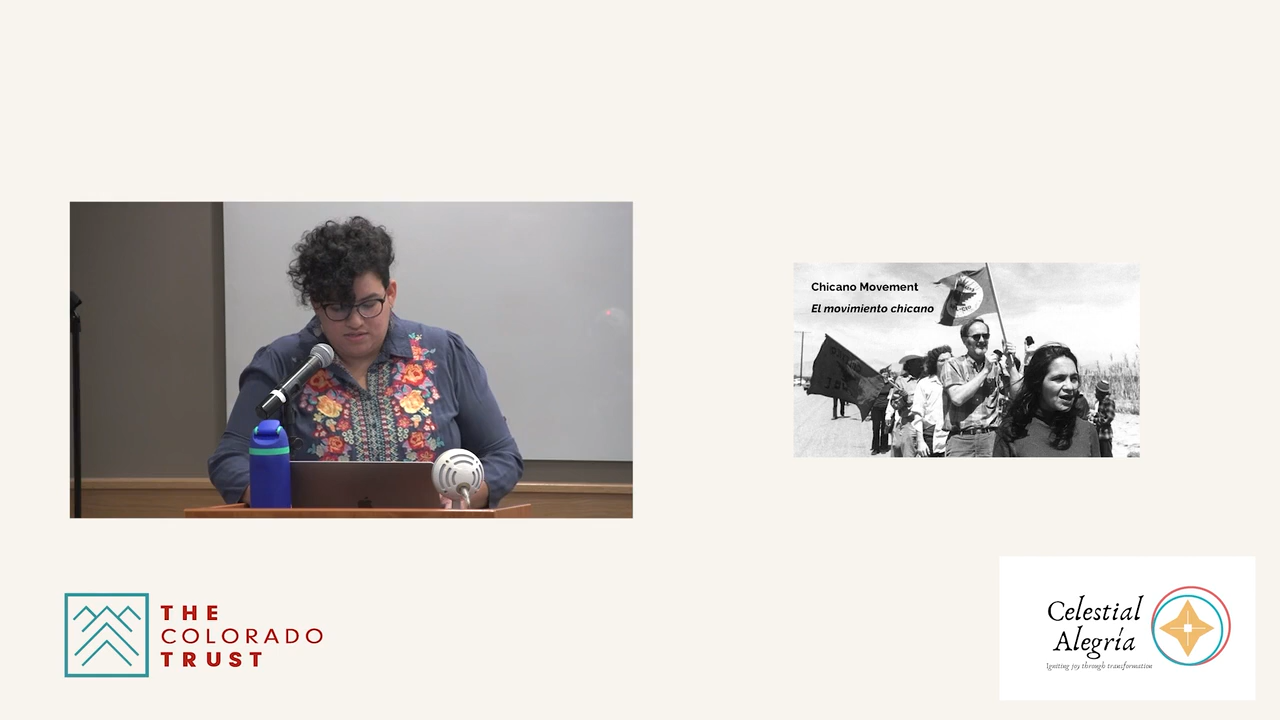 Chicano Movement
El movimiento chicano
THE
COLORADO
TRUST
Celestial
Alegría
Igniting joy through transformation